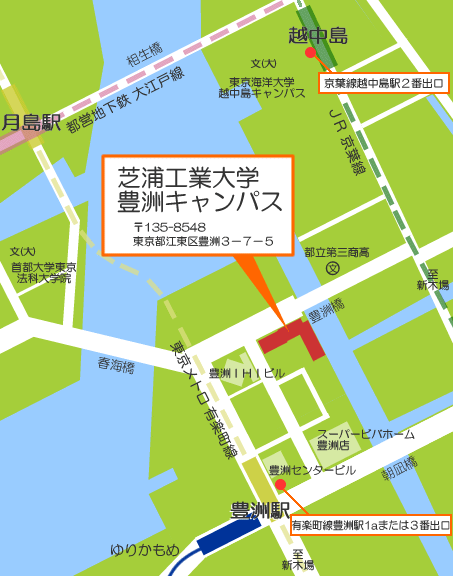 越中島
相生橋
文(大)
東京海洋大学
越中島キャンパス
京葉線越中島駅２番出口
都営地下鉄 大江戸線
月島駅
ＪＲ 京葉線
芝浦工業大学
豊洲キャンパス
〒135-8548
東京都江東区豊洲３－７－５
文(大)
首都大学東京
法科大学院
都立第三商高
文
至
新木場
豊洲橋
春海橋
東京メトロ 有楽町線
豊洲ＩＨＩビル
スーパービバホーム
豊洲店
豊洲センタービル
朝凪橋
豊洲駅
有楽町線豊洲駅1aまたは３番出口
ゆりかもめ
至
新木場